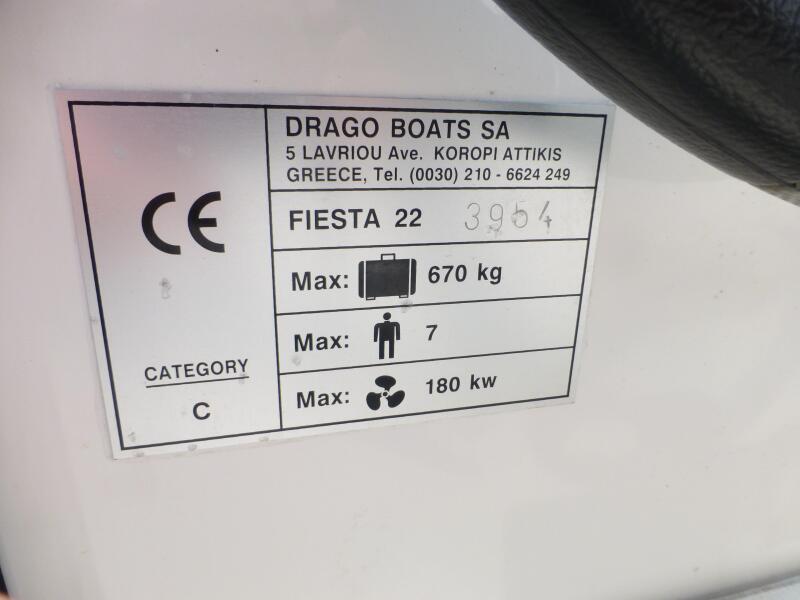 CE
CATEGORY
C
DRAGO BOATS SA
5 LAVRIOU Ave. KOROPI ATTIKIS
GREECE, Tel. (0030) 210 - 6624 249
FIESTA 22 3964
Max: 670 kg
Max: 7
Max: 180 kw